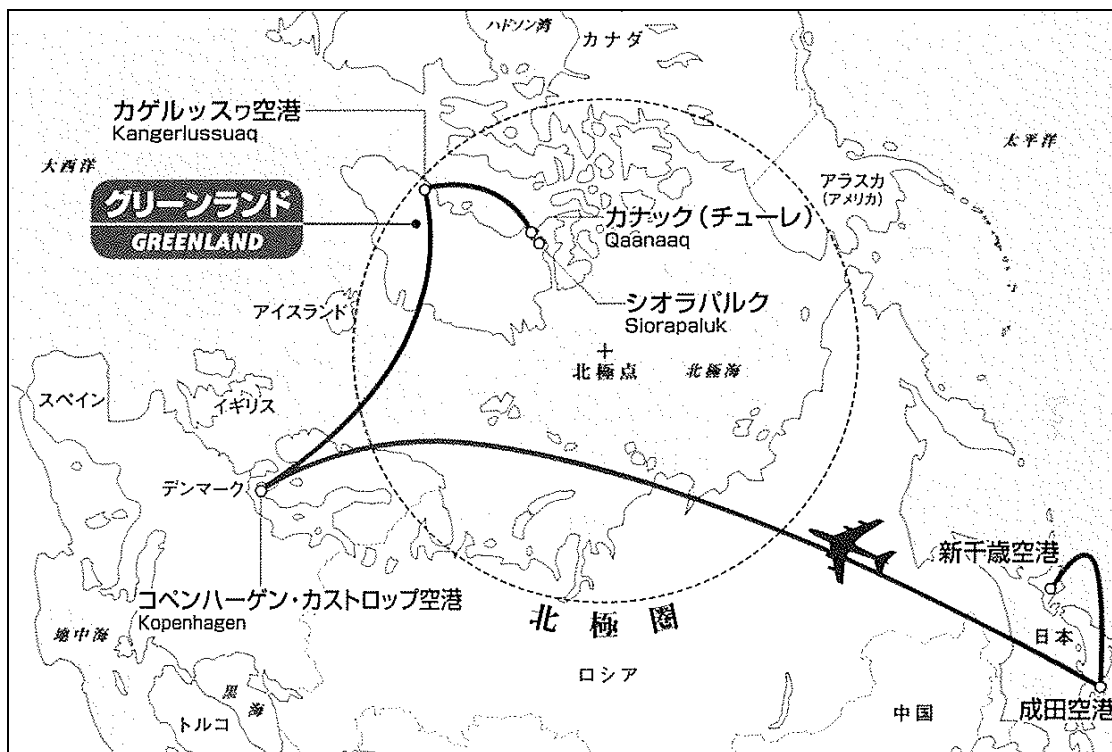 ハドソン湾
カナダ
カゲルッスヮ空港
Kangerlussuaq
大西洋
太平洋
グリーンランド
GREENLAND
アラスカ
(アメリカ)
カナック(チューレ)
Qaanaaq
アイスランド
シオラパルク
Siorapaluk
北極点
北極海
スペイン
イギリス
デンマーク
新千歳空港
コペンハーゲン・カストロップ空港
Kopenhagen
北極圏
地中海
日本
ロシア
黒海
トルコ
中国
成田空港